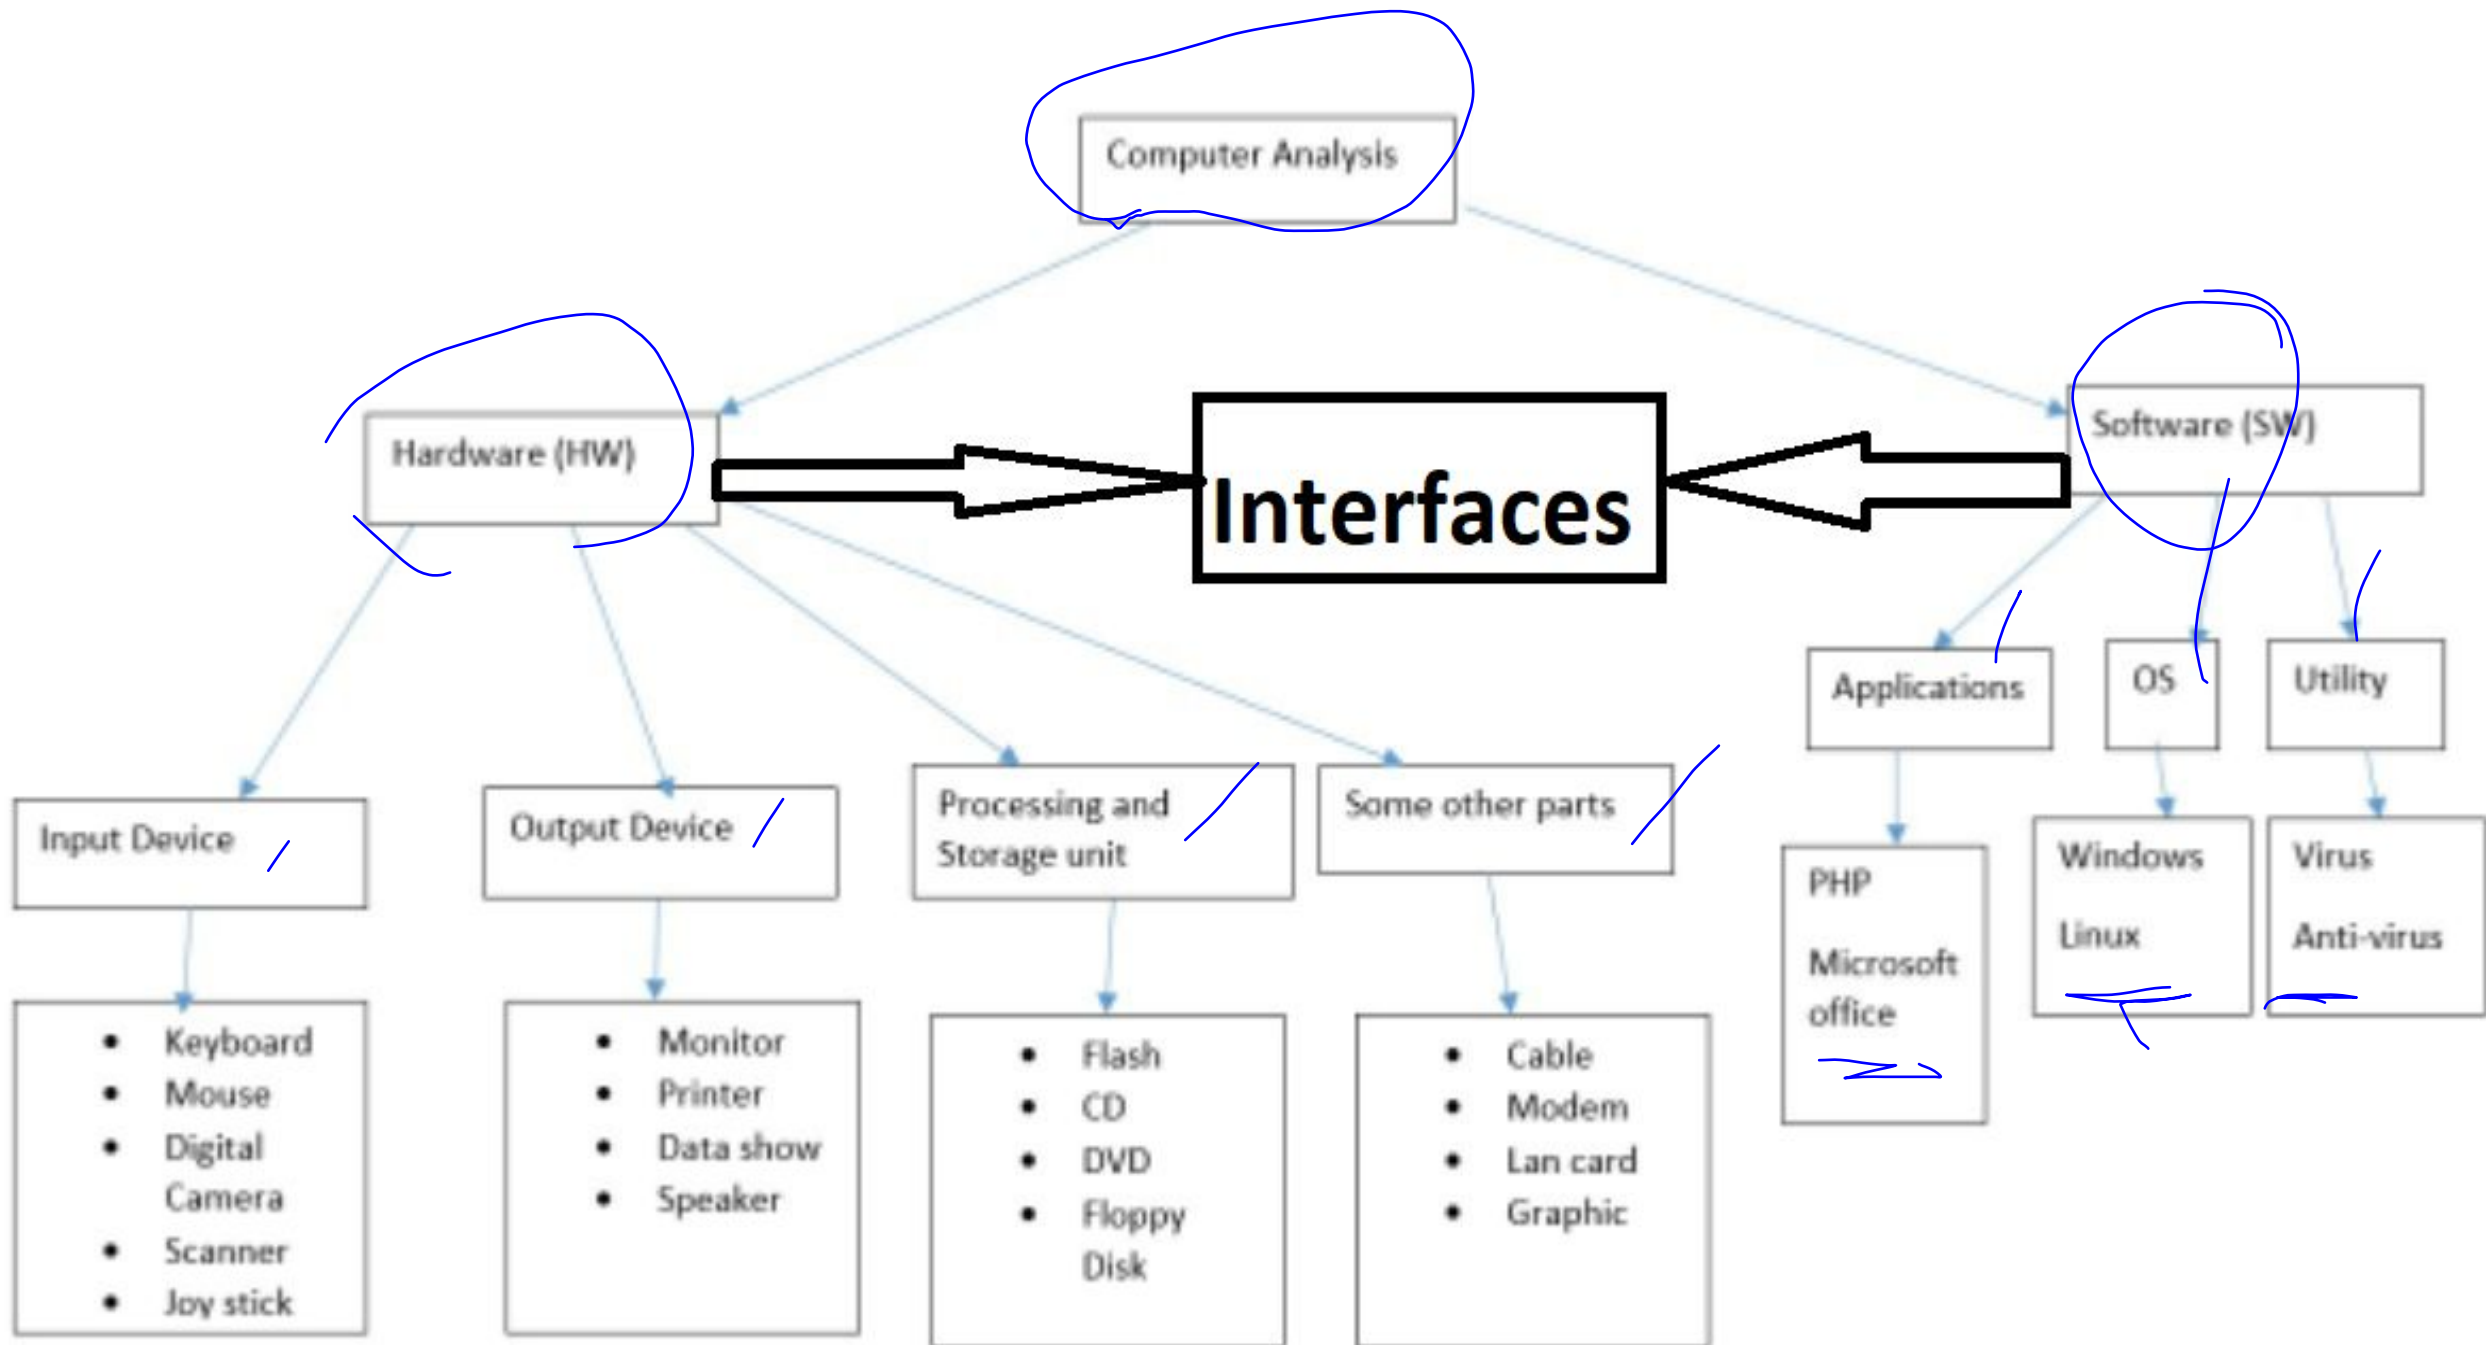 Computer Analysis
Hardware (HW)
Interfaces
Software (SW)
Applications
OS
Utility
Input Device
Output Device
Processing and
Storage unit
Some other parts
PHP
Microsoft
office
Windows
Linux
Virus
Anti-virus
• Keyboard
• Mouse
• Digital
Camera
• Scanner
• Joy stick
• Monitor
• Printer
• Data show
• Speaker
• Flash
• CD
• DVD
• Floppy
Disk
• Cable
• Modem
• Lan card
• Graphic